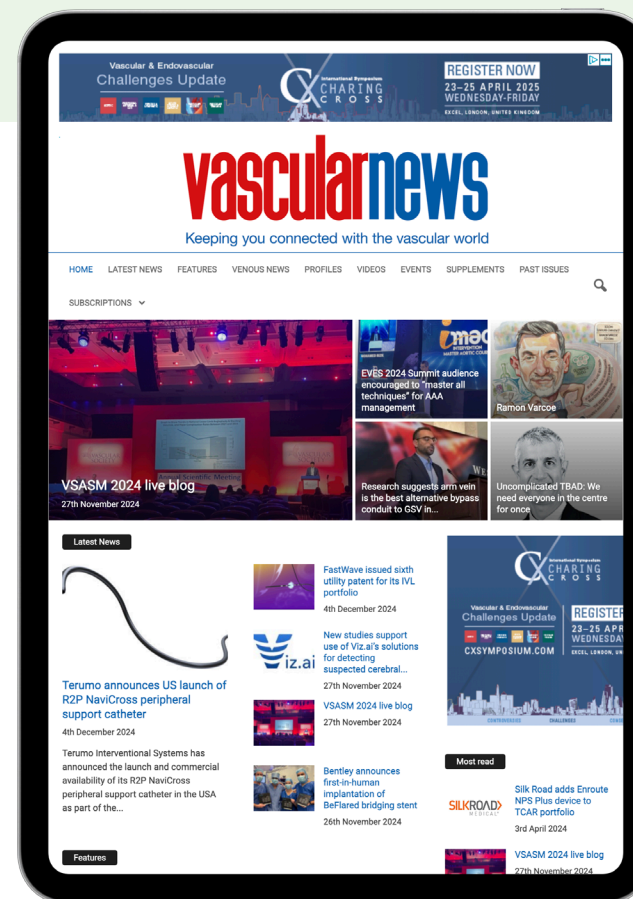 Vascular & Endovascular
Challenges Update
International Symposium
CX CHARING
CROSS
REGISTER NOW
23–25 APRIL 2025
WEDNESDAY-FRIDAY
EXCEL, LONDON, UNITED KINGDOM
vascularnews
Keeping you connected with the vascular world
HOME LATEST NEWS FEATURES VENOUS NEWS PROFILES VIDEOS EVENTS SUPPLEMENTS PAST ISSUES
SUBSCRIPTIONS
Annual Scientific Meeting
VSASM 2024 live blog
27th November 2024
EVES 2024 Summit audience
encouraged to “master all
techniques” for AAA
management
Ramon Varcoe
Research suggests arm vein
is the best alternative bypass
conduit to GSV in...
Uncomplicated TBAD: We
need everyone in the centre
for once
Latest News
Terumo announces US launch of
R2P NaviCross peripheral
support catheter
4th December 2024
Terumo Interventional Systems has
announced the launch and commercial
availability of its R2P NaviCross
peripheral support catheter in the USA
as part of the...
FastWave issued sixth
utility patent for its IVL
portfolio
4th December 2024
Viz.ai
New studies support
use of Viz.ai's solutions
for detecting
suspected cerebral...
27th November 2024
VSASM 2024 live blog
27th November 2024
Bentley announces
first-in-human
implantation of
BeFlared bridging stent
26th November 2024
International Symposium
CX CHARING
CROSS
Vascular & Endovascular
Challenges Update
CXSYMPOSIUM.COM
REGISTER
23–25 APR
WEDNESDA
EXCEL, LONDON, UN
CONTROVERSIES CHALLENGES
Most read
SILKROAD
MEDICAL
Silk Road adds Enroute
NPS Plus device to
TCAR portfolio
3rd April 2024
VSASM 2024 live blog
27th November 2024
Features